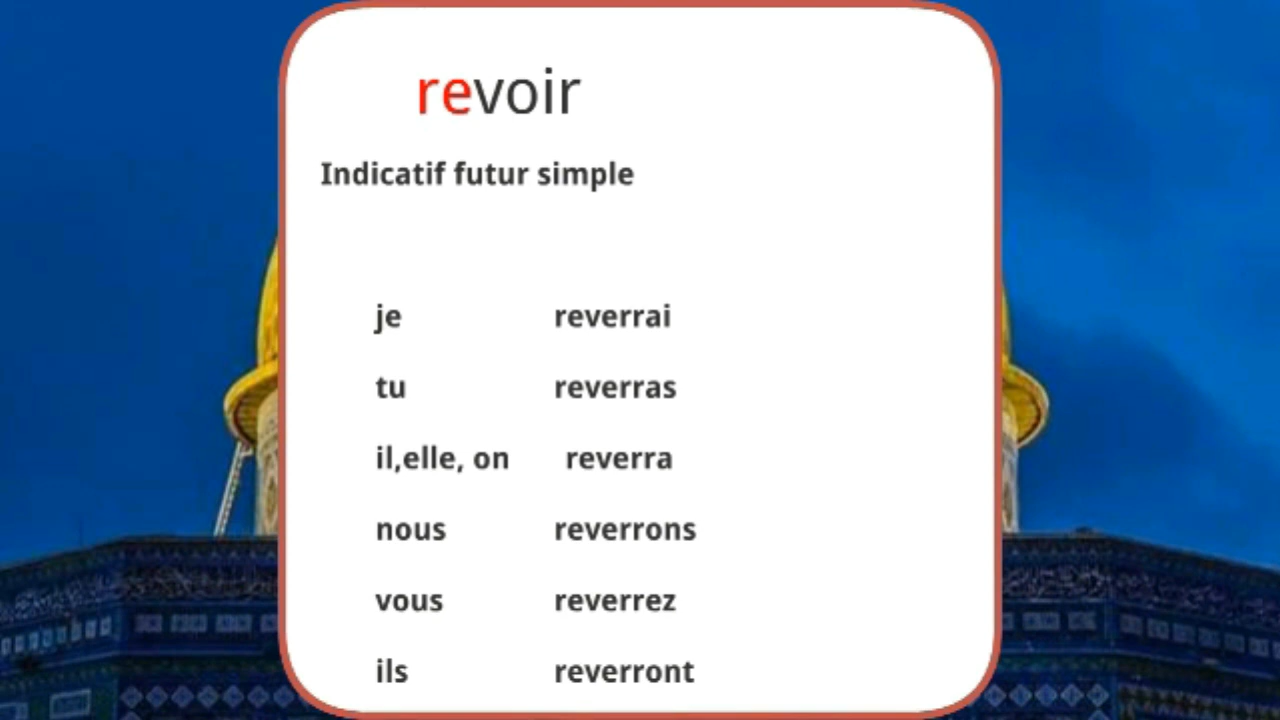 revoir
Indicatif futur simple
je reverrai
tu reverras
il,elle, on reverra
nous reverrons
vous reverrez
ils reverront